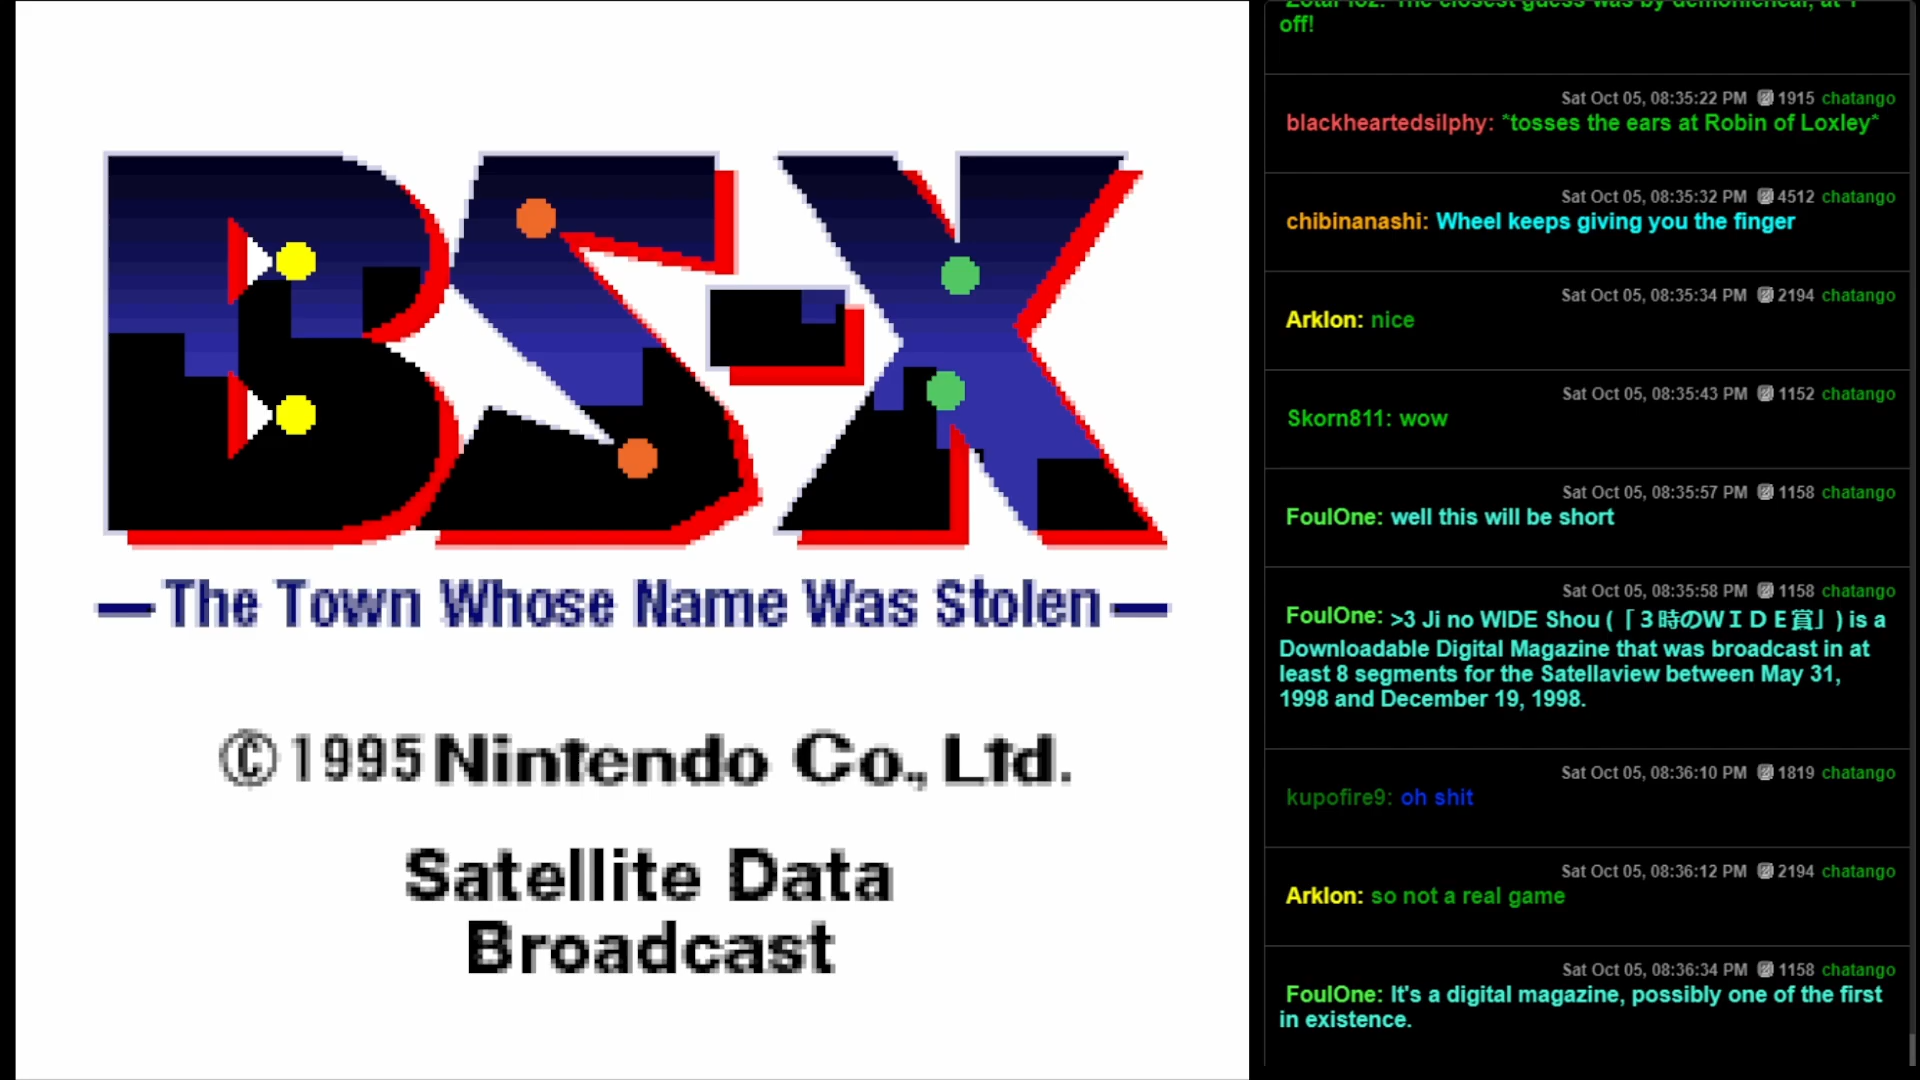 BS-X
—The Town Whose Name Was Stolen—
©1995 Nintendo Co., Ltd.
Satellite Data
Broadcast
off!
Sat Oct 05, 08:35:22 PM 1915 chatango
blackheartedsilphy: *tosses the ears at Robin of Loxley*
Sat Oct 05, 08:35:32 PM 4512 chatango
chibinanashi: Wheel keeps giving you the finger
Sat Oct 05, 08:35:34 PM 2194 chatango
Arklon: nice
Sat Oct 05, 08:35:43 PM 1152 chatango
Skorn811: wow
Sat Oct 05, 08:35:57 PM 1158 chatango
FoulOne: well this will be short
Sat Oct 05, 08:35:58 PM 1158 chatango
FoulOne: >3 Ji no WIDE Shou (「３時のＷＩＤＥ賞」) is a
Downloadable Digital Magazine that was broadcast in at
least 8 segments for the Satellaview between May 31,
1998 and December 19, 1998.
Sat Oct 05, 08:36:10 PM 1819 chatango
kupofire9: oh shit
Sat Oct 05, 08:36:12 PM 2194 chatango
Arklon: so not a real game
Sat Oct 05, 08:36:34 PM 1158 chatango
FoulOne: It's a digital magazine, possibly one of the first
in existence.